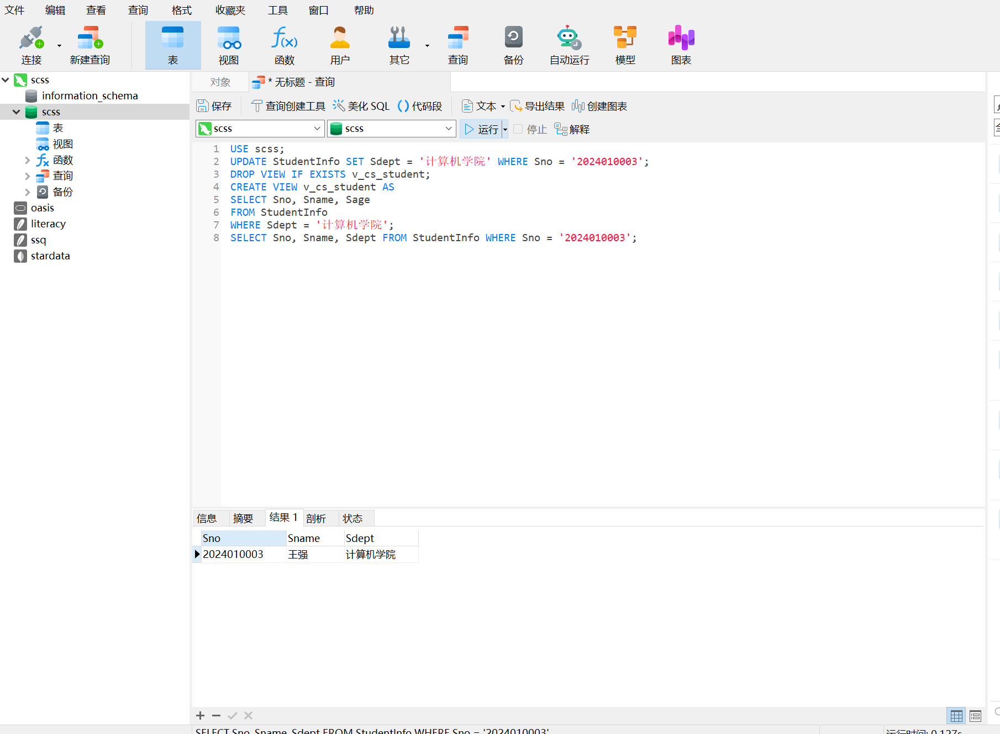 文件 编辑 查看 查询 格式 收藏夹 工具 窗口 帮助
连接 新建查询 表 视图 函数 用户 其它 查询 备份 自动运行 模型 图表
scss
information_schema
scss
表
视图
函数
查询
备份
oasis
literacy
ssq
stardata
对象 * 无标题 - 查询
保存 查询创建工具 美化 SQL 代码段 文本 导出结果 创建图表
scss scss 运行 停止 解释
1 USE scss;
2 UPDATE StudentInfo SET Sdept = '计算机学院' WHERE Sno = '2024010003';
3 DROP VIEW IF EXISTS v_cs_student;
4 CREATE VIEW v_cs_student AS
5 SELECT Sno, Sname, Sage
6 FROM StudentInfo
7 WHERE Sdept = '计算机学院';
8 SELECT Sno, Sname, Sdept FROM StudentInfo WHERE Sno = '2024010003';
信息 摘要 结果 1 剖析 状态
Sno Sname Sdept
2024010003 王强 计算机学院
SELECT Sno, Sname, Sdept FROM StudentInfo WHERE Sno = '2024010003' 运行时间: 0.127s